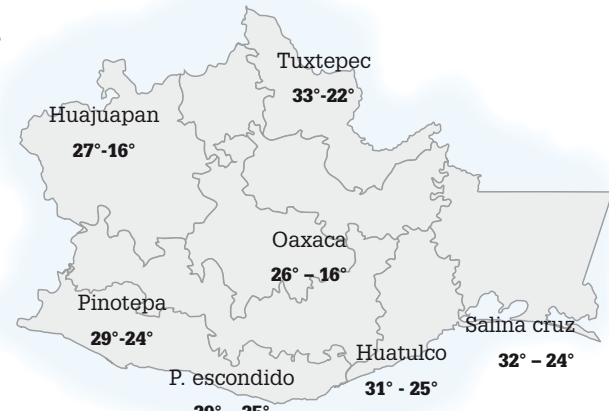 Tuxtepec
33°-22°
Huajuapan
27°-16°
Oaxaca
26° – 16°
Pinotepa
29°-24°
Salina cruz
32° – 24°
Huatulco
31° - 25°
P. escondido